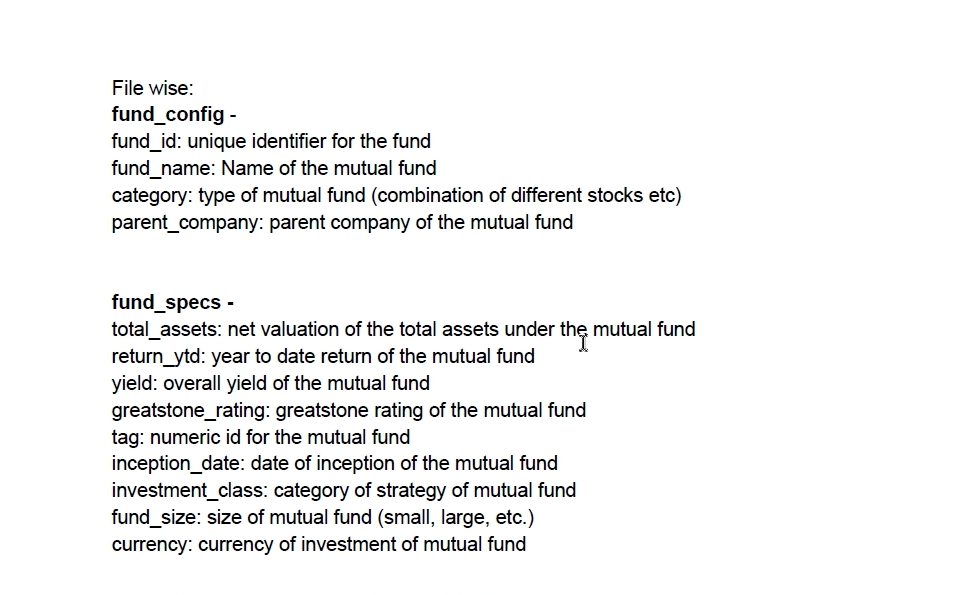 File wise:
fund_config -
fund_id: unique identifier for the fund
fund_name: Name of the mutual fund
category: type of mutual fund (combination of different stocks etc)
parent_company: parent company of the mutual fund
fund_specs -
total_assets: net valuation of the total assets under the mutual fund
return_ytd: year to date return of the mutual fund
yield: overall yield of the mutual fund
greatstone_rating: greatstone rating of the mutual fund
tag: numeric id for the mutual fund
inception_date: date of inception of the mutual fund
investment_class: category of strategy of mutual fund
fund_size: size of mutual fund (small, large, etc.)
currency: currency of investment of mutual fund